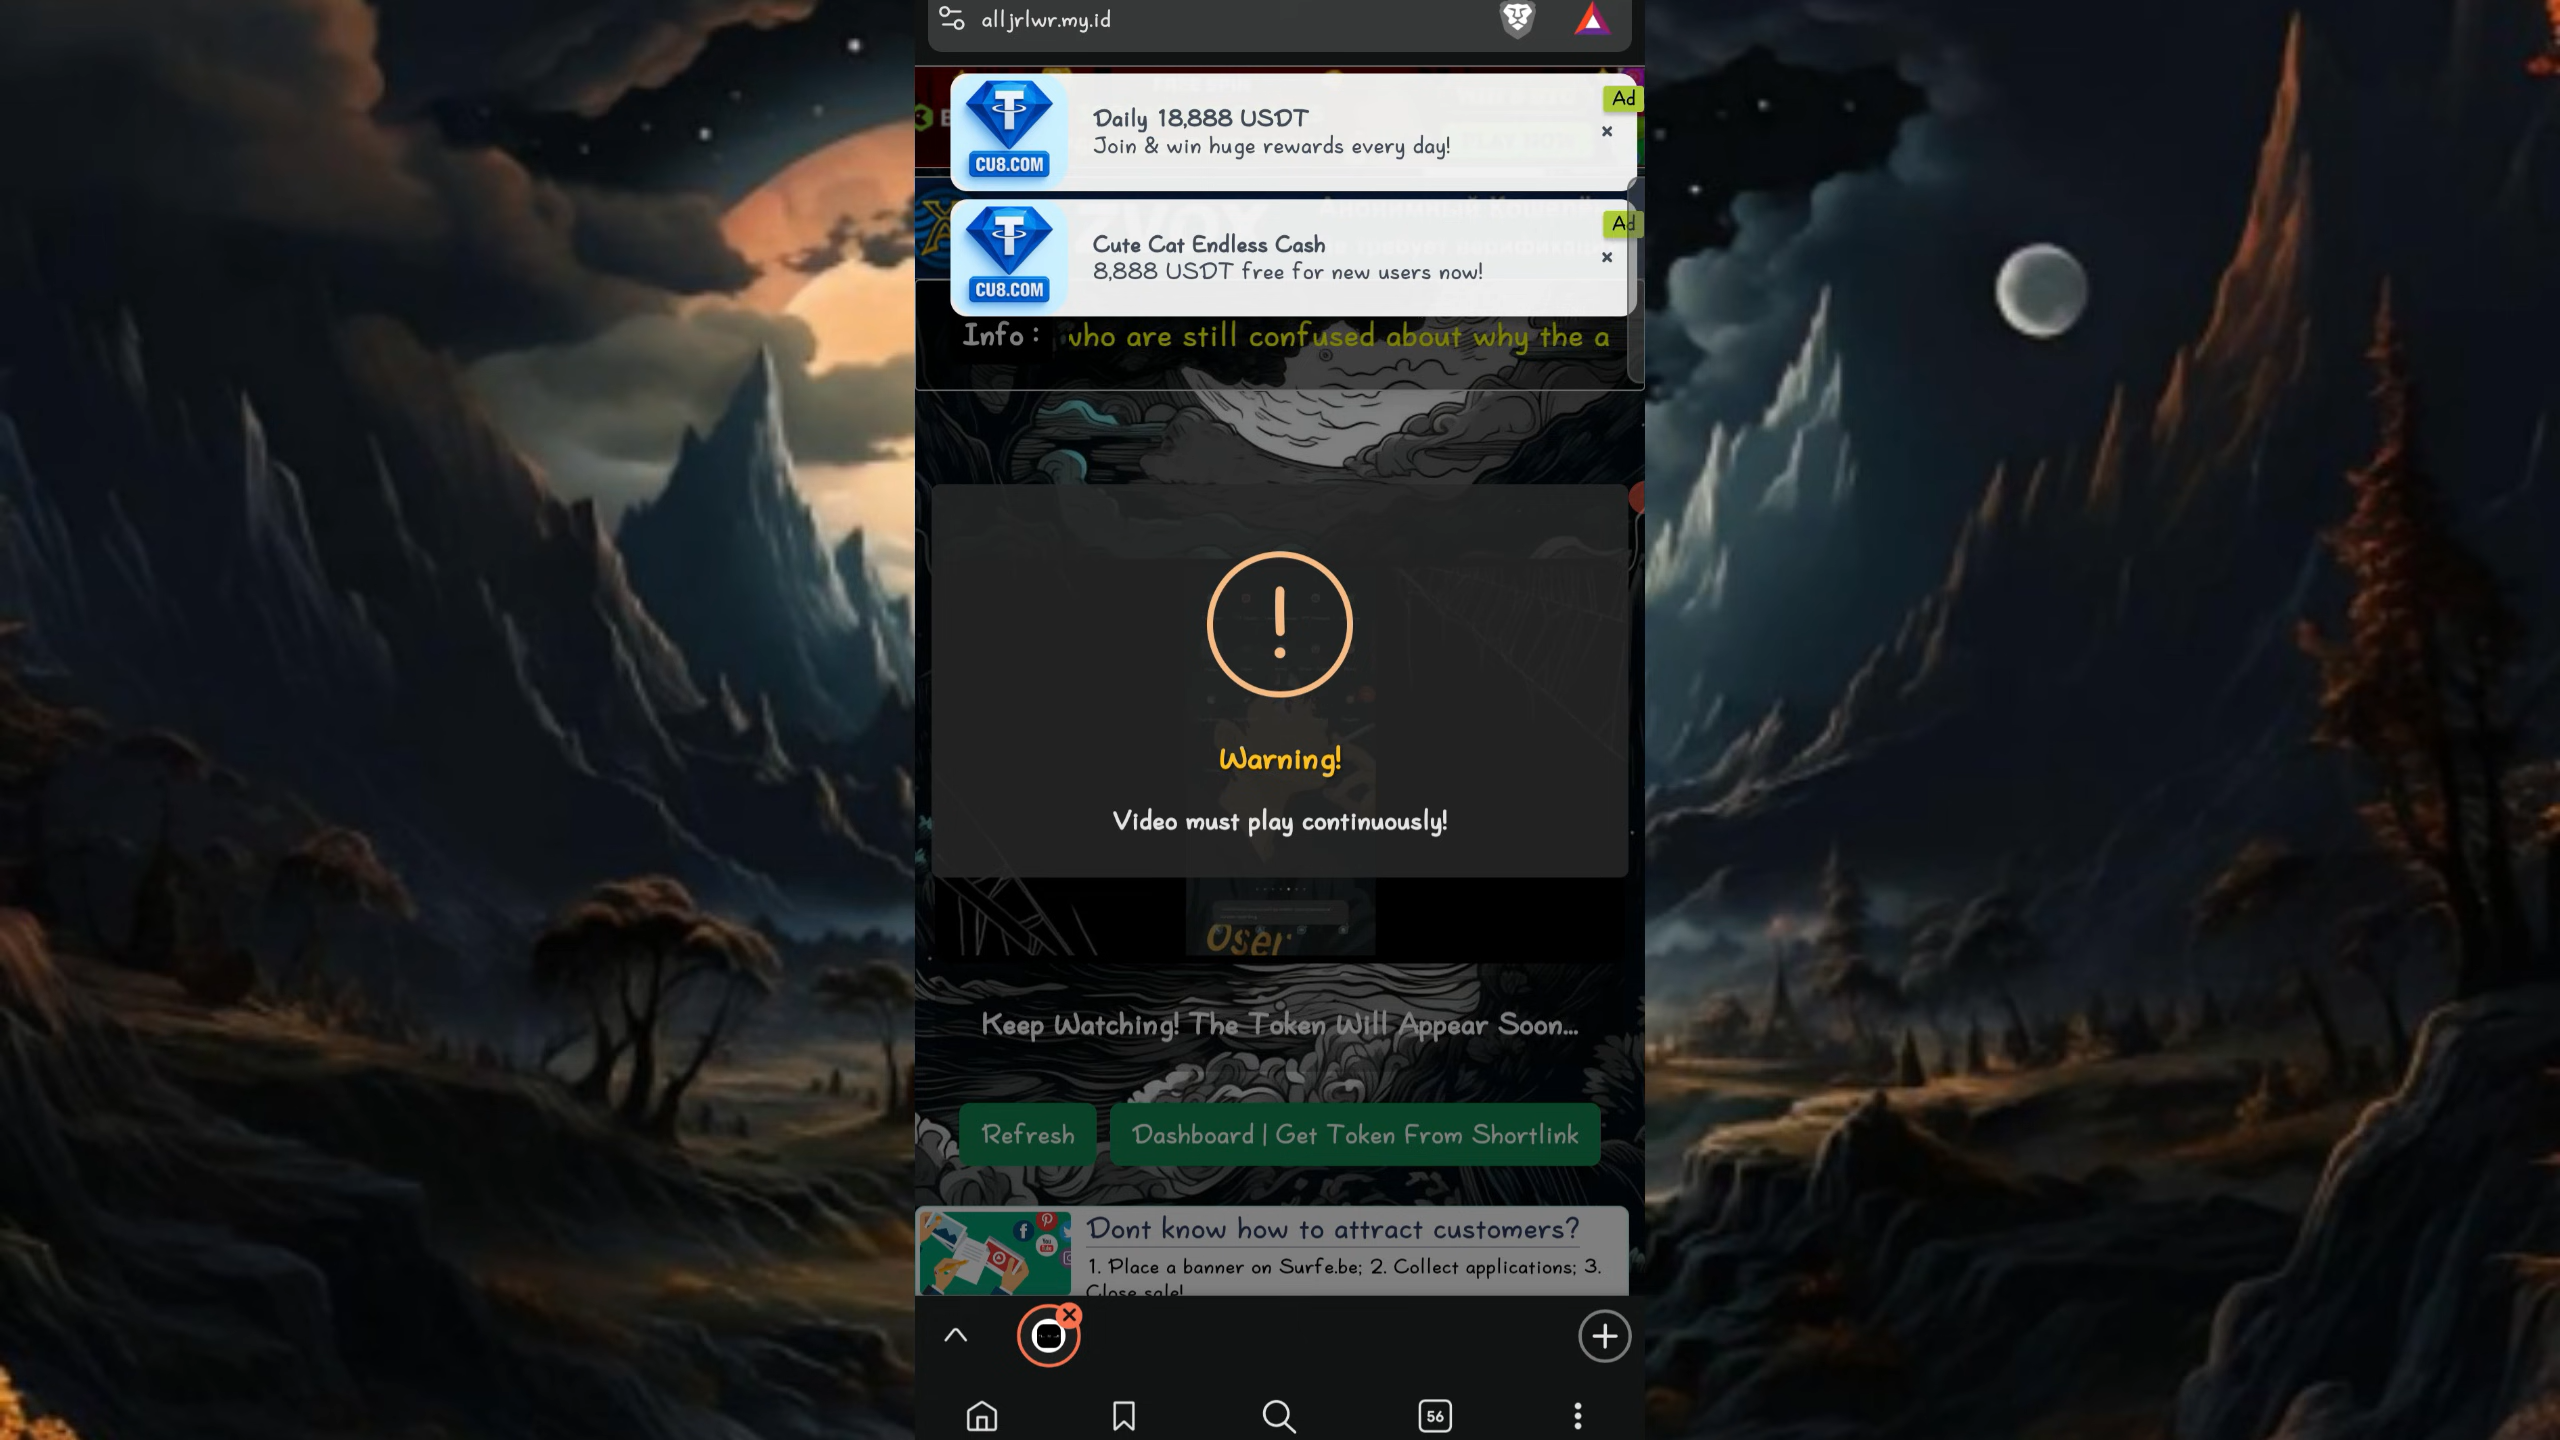 alljrlwr.my.id
Ad
Daily 18,888 USDT
Join & win huge rewards every day!
CU8.COM
Ad
Cute Cat Endless Cash
8,888 USDT free for new users now!
CU8.COM
Info : who are still confused about why the a
Warning!
Video must play continuously!
User
Keep Watching! The Token Will Appear Soon...
Refresh
Dashboard | Get Token From Shortlink
Dont know how to attract customers?
1. Place a banner on Surfe.be; 2. Collect applications; 3.
Close sale!
56